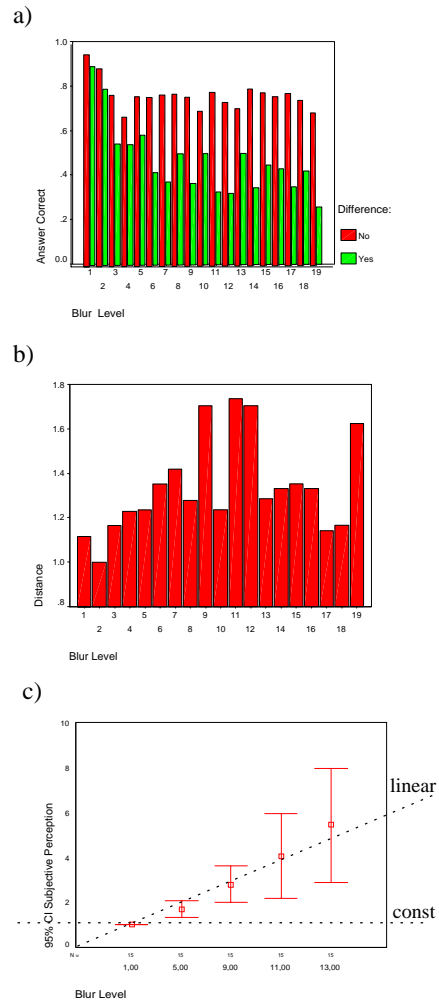 a)
1.0
.8
.6
.4
.2
0.0
Answer Correct
1 3 5 7 9 11 13 15 17 19
2 4 6 8 10 12 14 16 18
Blur Level
Difference:
No
Yes
b)
1.8
1.6
1.4
1.2
1.0
.8
Distance
1 3 5 7 9 11 13 15 17 19
2 4 6 8 10 12 14 16 18
Blur Level
c)
10
8
6
4
2
0
95% CI Subjective Perception
linear
const
N = 15 15 15 15 15
1,00 5,00 9,00 11,00 13,00
Blur Level